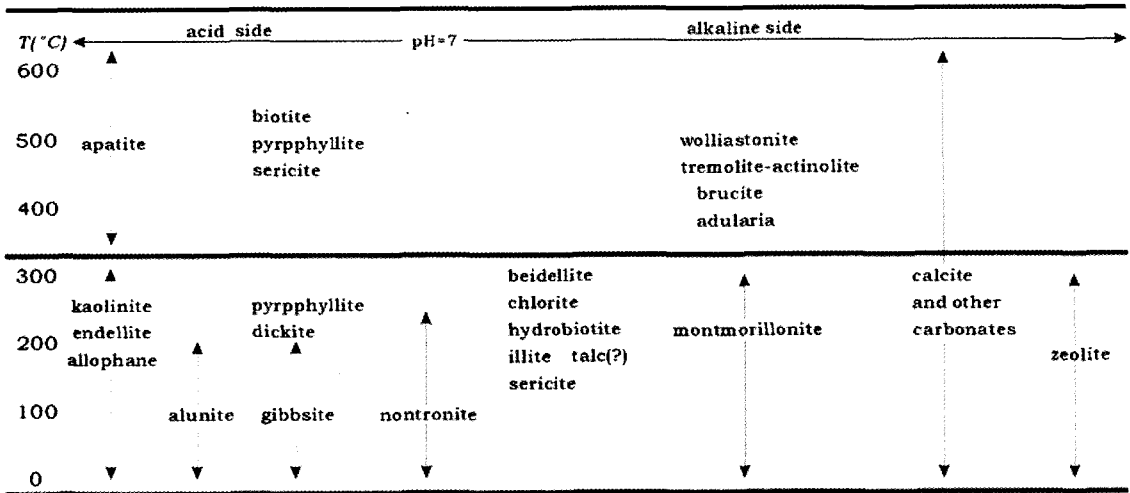 acid side alkaline side
T(°C) pH=7
600
biotite
500 apatite pyrpphyllite wolliastonite
sericite tremolite-actinolite
400 brucite
adularia
300 beidellite calcite
kaolinite pyrpphyllite chlorite and other
endellite dickite hydrobiotite montmorillonite carbonates
200
allophane illite talc(?) zeolite
sericite
100 alunite gibbsite nontronite
0